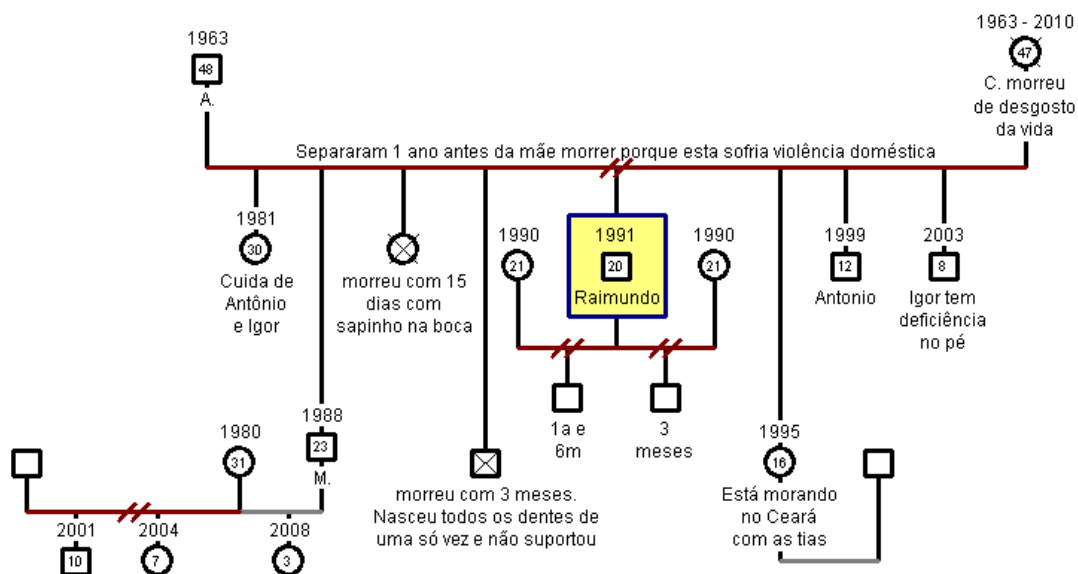 1963
48
A.
1963 - 2010
47
C. morreu
de desgosto
da vida
Separaram 1 ano antes da mãe morrer porque esta sofria violência doméstica
1981
30
Cuida de
Antônio
e Igor
morreu com 15
dias com
sapinho na boca
1990
21
1991
20
Raimundo
1990
21
1999
12
Antonio
2003
8
Igor tem
deficiência
no pé
1a e
6m
3
meses
1988
23
M.
1980
31
morreu com 3 meses.
Nasceu todos os dentes de
uma só vez e não suportou
1995
16
Está morando
no Ceará
com as tias
2001
10
2004
7
2008
3